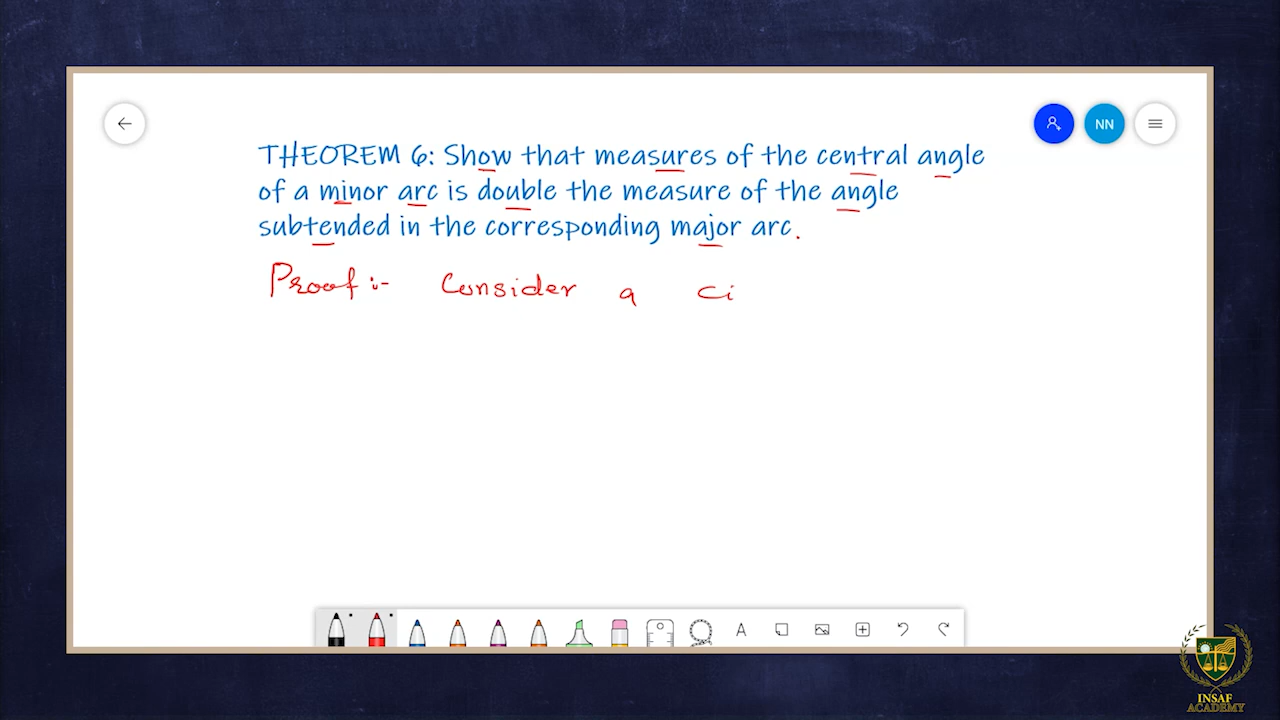 NN
THEOREM 6: Show that measures of the central angle
of a minor arc is double the measure of the angle
subtended in the corresponding major arc.
Proof :- Consider a Ci
A
INSAF
ACADEMY